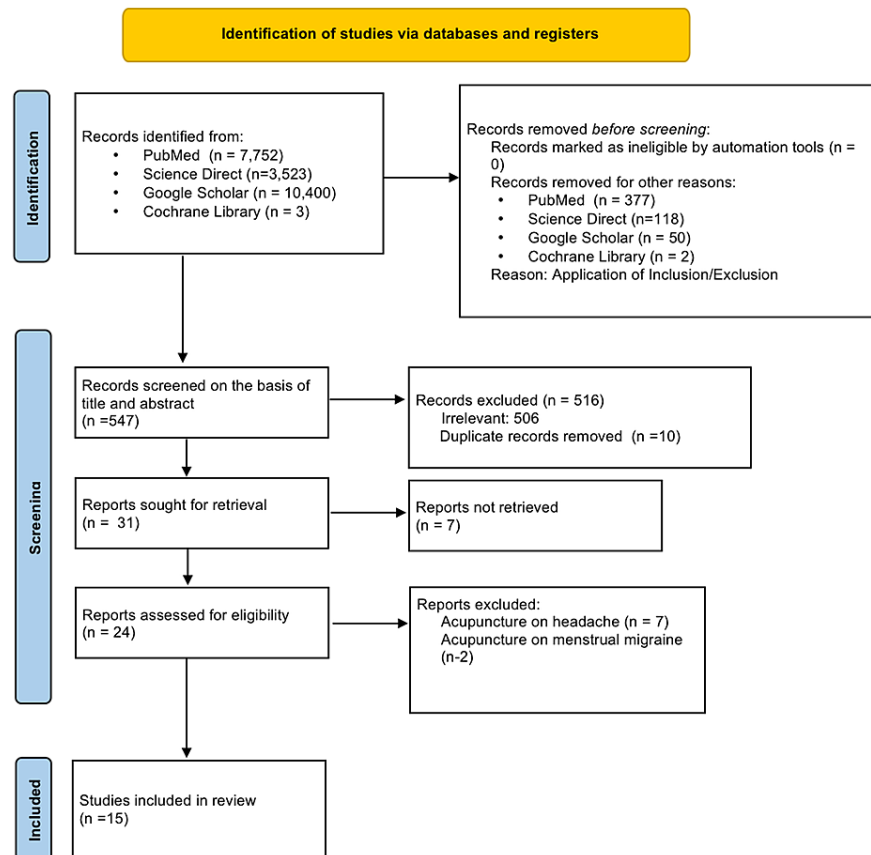 Identification of studies via databases and registers
Identification
Records identified from:
• PubMed (n = 7,752)
• Science Direct (n=3,523)
• Google Scholar (n = 10,400)
• Cochrane Library (n = 3)
Records removed before screening:
Records marked as ineligible by automation tools (n =
0)
Records removed for other reasons:
• PubMed (n = 377)
• Science Direct (n=118)
• Google Scholar (n = 50)
• Cochrane Library (n = 2)
Reason: Application of Inclusion/Exclusion
Screening
Records screened on the basis of
title and abstract
(n =547)
Records excluded (n = 516)
Irrelevant: 506
Duplicate records removed (n =10)
Reports sought for retrieval
(n = 31)
Reports not retrieved
(n = 7)
Reports assessed for eligibility
(n = 24)
Reports excluded:
Acupuncture on headache (n = 7)
Acupuncture on menstrual migraine
(n-2)
Included
Studies included in review
(n =15)